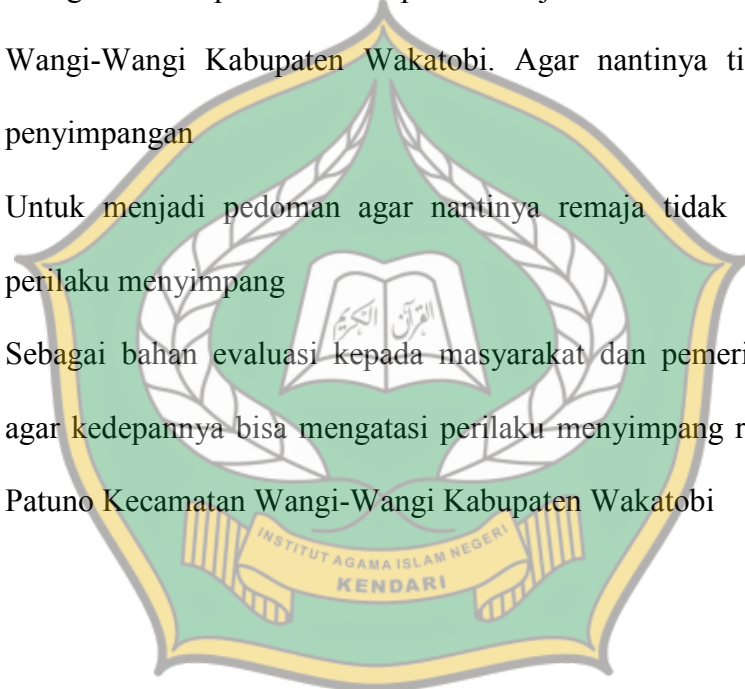 Wangi-Wangi Kabupaten Wakatobi. Agar nantinya
penyimpangan
Untuk menjadi pedoman agar nantinya remaja tidak
perilaku menyimpang
القرآن الكريم
Sebagai bahan evaluasi kepada masyarakat dan
agar kedepannya bisa mengatasi perilaku menyimpang
Patuno Kecamatan Wangi-Wangi Kabupaten Wakatobi
INSTITUT AGAMA ISLAM NEGERI
KENDARI